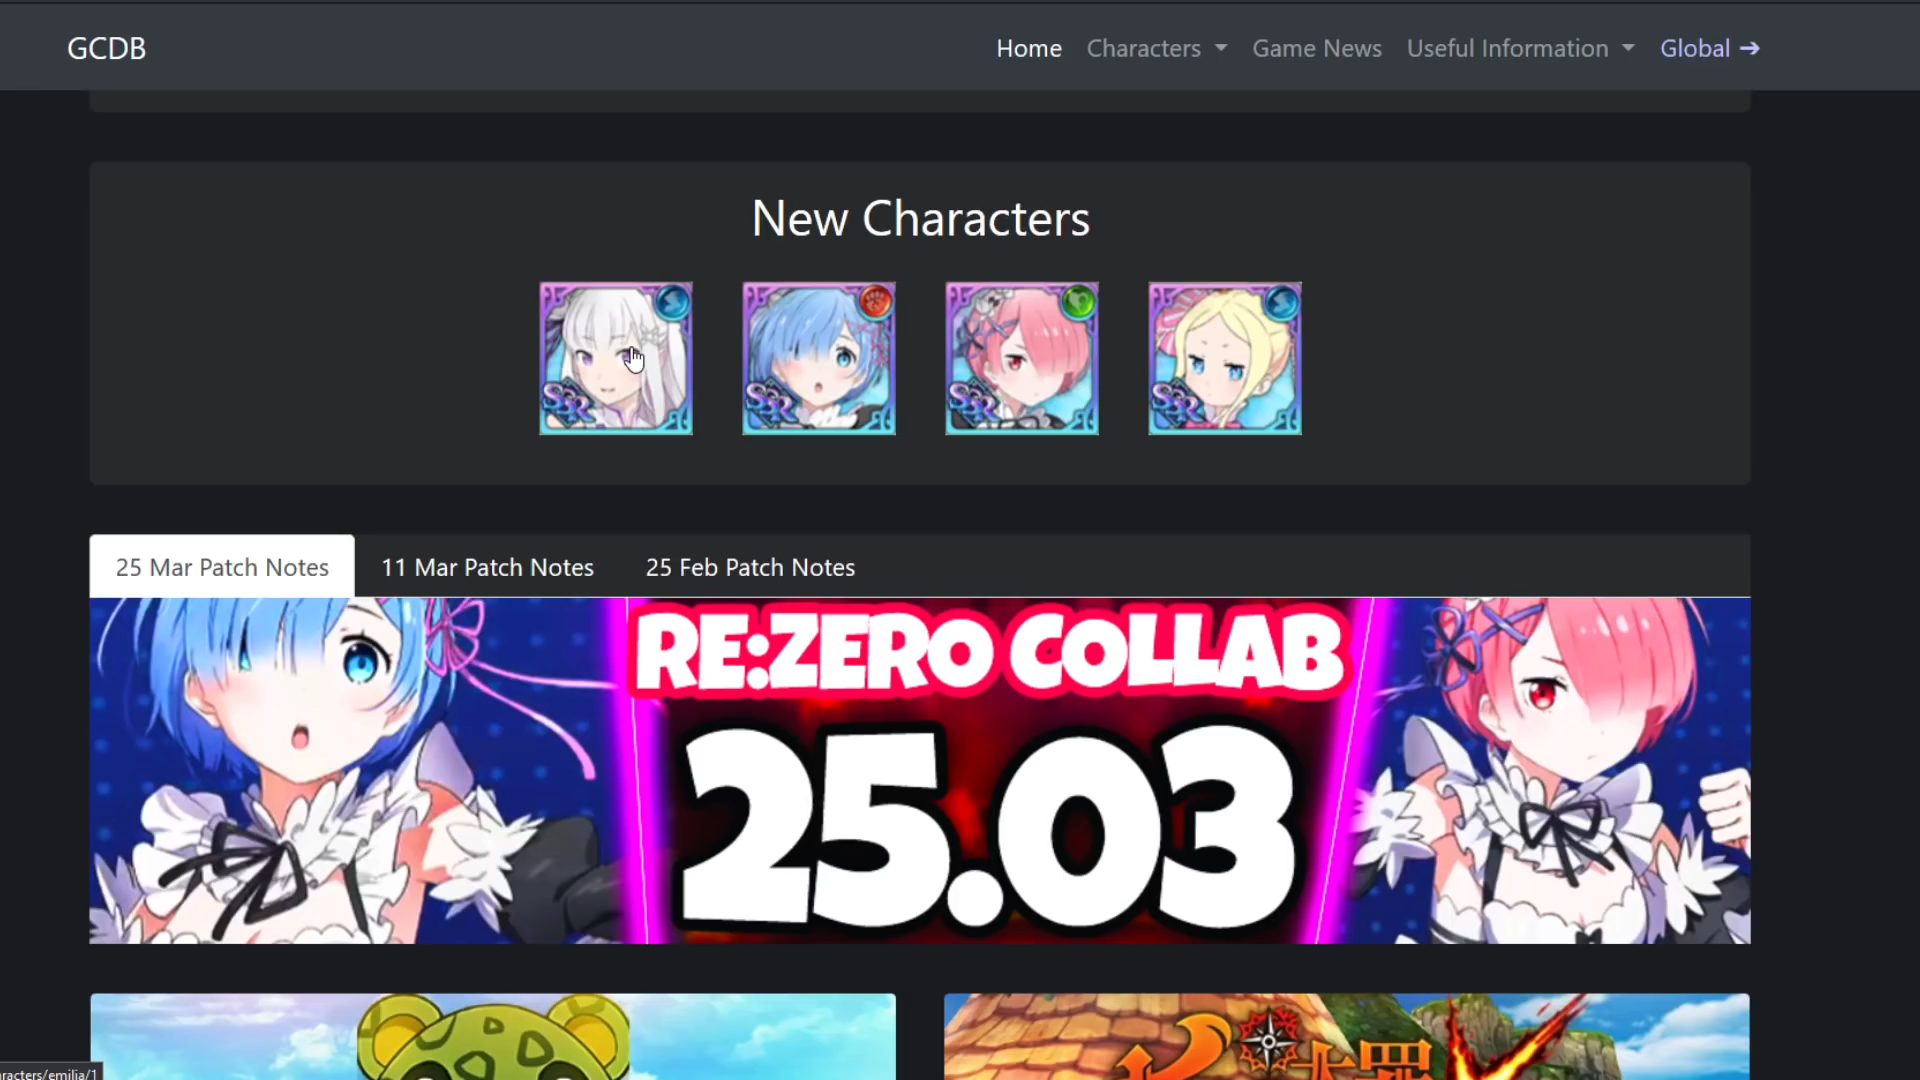 GCDB
Home Characters Game News Useful Information Global →
New Characters
SSR SSR SSR SSR
25 Mar Patch Notes 11 Mar Patch Notes 25 Feb Patch Notes
RE:ZERO COLLAB
25.03
racters/emilia/1